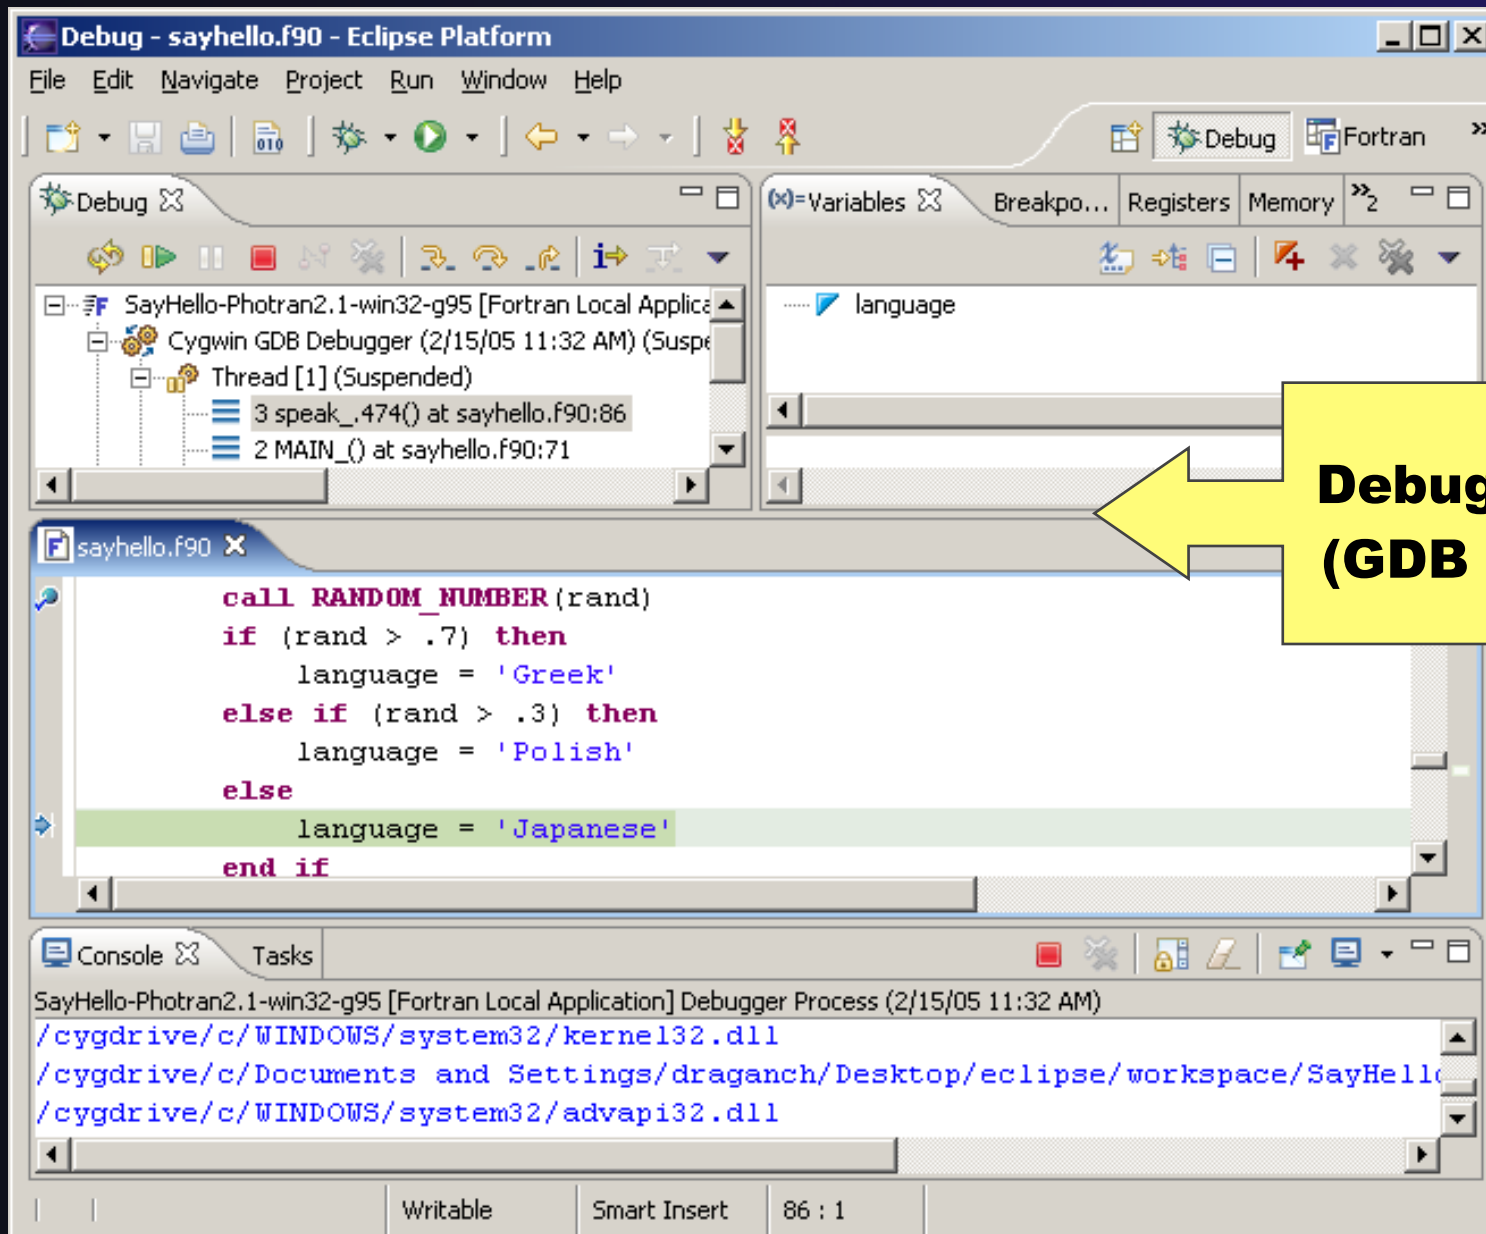 Debug - sayhello.f90 - Eclipse Platform
File Edit Navigate Project Run Window Help
Debug Fortran
Debug
Variables Breakpo... Registers Memory
SayHello-Photran2.1-win32-g95 [Fortran Local Applica
Cygwin GDB Debugger (2/15/05 11:32 AM) (Suspe
Thread [1] (Suspended)
3 speak_.474() at sayhello.f90:86
2 MAIN_() at sayhello.f90:71
language
Debug
(GDB
sayhello.f90
call RANDOM_NUMBER(rand)
if (rand > .7) then
language = 'Greek'
else if (rand > .3) then
language = 'Polish'
else
language = 'Japanese'
end if
Console Tasks
SayHello-Photran2.1-win32-g95 [Fortran Local Application] Debugger Process (2/15/05 11:32 AM)
/cygdrive/c/WINDOWS/system32/kernel32.dll
/cygdrive/c/Documents and Settings/draganch/Desktop/eclipse/workspace/SayHello
/cygdrive/c/WINDOWS/system32/advapi32.dll
Writable Smart Insert 86 : 1